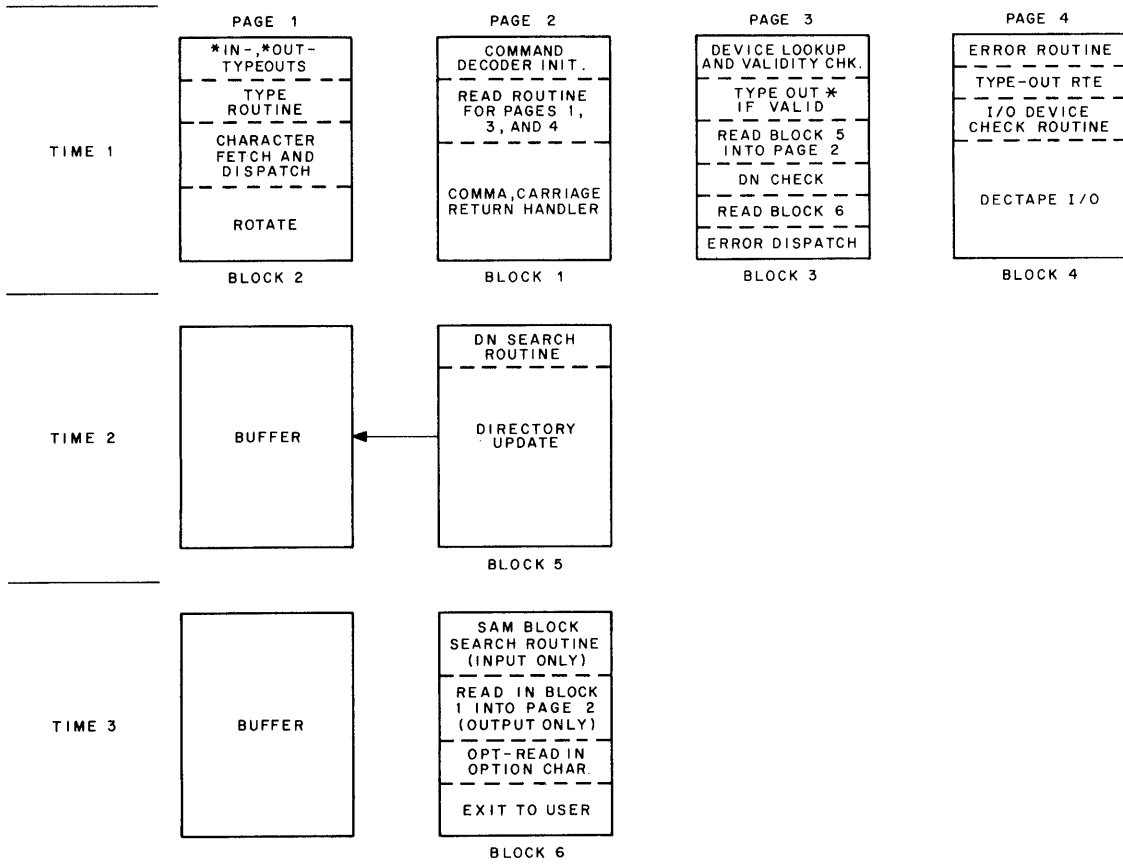 PAGE 1
PAGE 2
PAGE 3
PAGE 4
TIME 1
*IN-,*OUT-
TYPEOUTS
TYPE
ROUTINE
CHARACTER
FETCH AND
DISPATCH
ROTATE
BLOCK 2
COMMAND
DECODER INIT.
READ ROUTINE
FOR PAGES 1,
3, AND 4
COMMA,CARRIAGE
RETURN HANDLER
BLOCK 1
DEVICE LOOKUP
AND VALIDITY CHK.
TYPE OUT *
IF VALID
READ BLOCK 5
INTO PAGE 2
DN CHECK
READ BLOCK 6
ERROR DISPATCH
BLOCK 3
ERROR ROUTINE
TYPE-OUT RTE
I/O DEVICE
CHECK ROUTINE
DECTAPE I/O
BLOCK 4
TIME 2
BUFFER
DN SEARCH
ROUTINE
DIRECTORY
UPDATE
BLOCK 5
TIME 3
BUFFER
SAM BLOCK
SEARCH ROUTINE
(INPUT ONLY)
READ IN BLOCK
1 INTO PAGE 2
(OUTPUT ONLY)
OPT-READ IN
OPTION CHAR.
EXIT TO USER
BLOCK 6